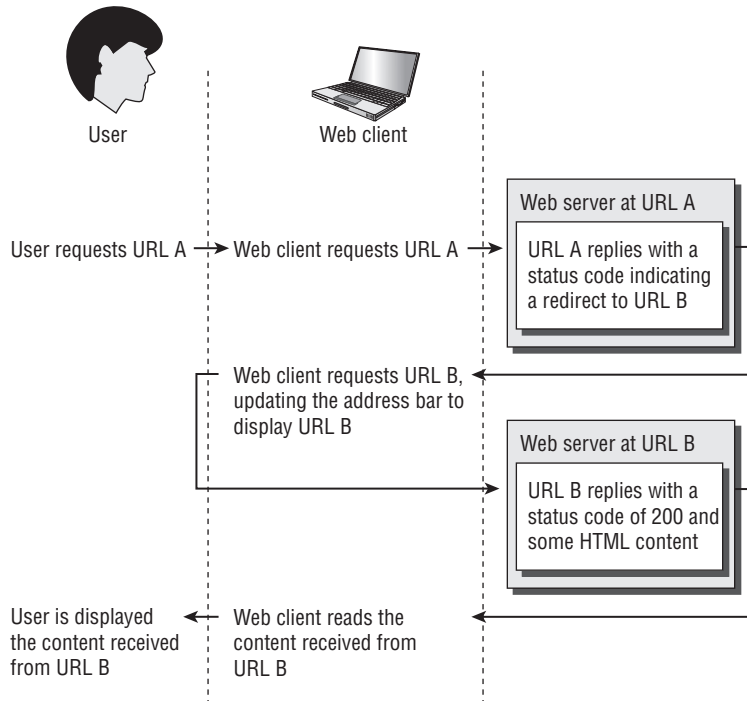 User
Web client
Web server at URL A
User requests URL A
Web client requests URL A
URL A replies with a
status code indicating
a redirect to URL B
Web client requests URL B,
updating the address bar to
display URL B
Web server at URL B
URL B replies with a
status code of 200 and
some HTML content
User is displayed
the content received
from URL B
Web client reads the
content received from
URL B